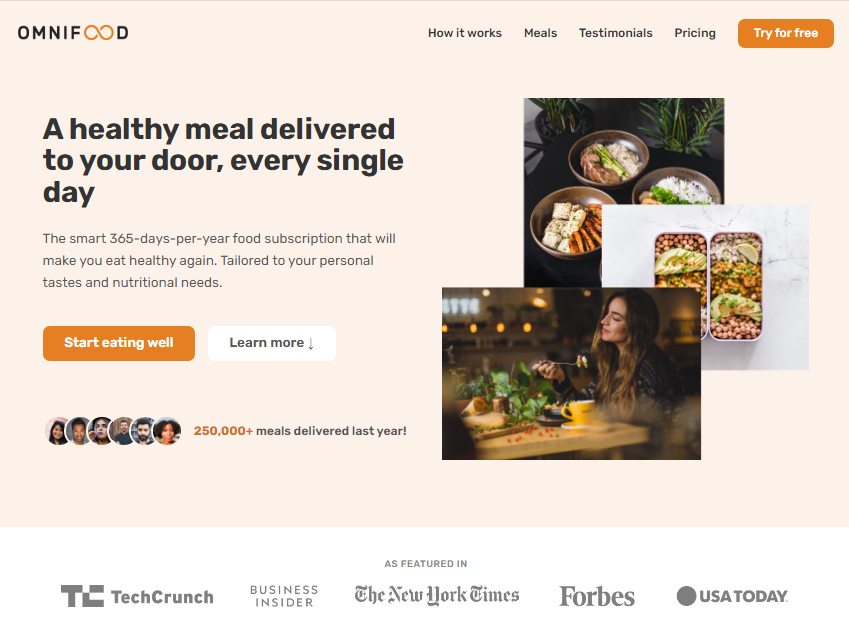 OMNIFOOD
How it works Meals Testimonials Pricing Try for free
A healthy meal delivered
to your door, every single
day
The smart 365-days-per-year food subscription that will
make you eat healthy again. Tailored to your personal
tastes and nutritional needs.
Start eating well Learn more ↓
250,000+ meals delivered last year!
AS FEATURED IN
TC TechCrunch
BUSINESS
INSIDER
The New York Times
Forbes
USA TODAY